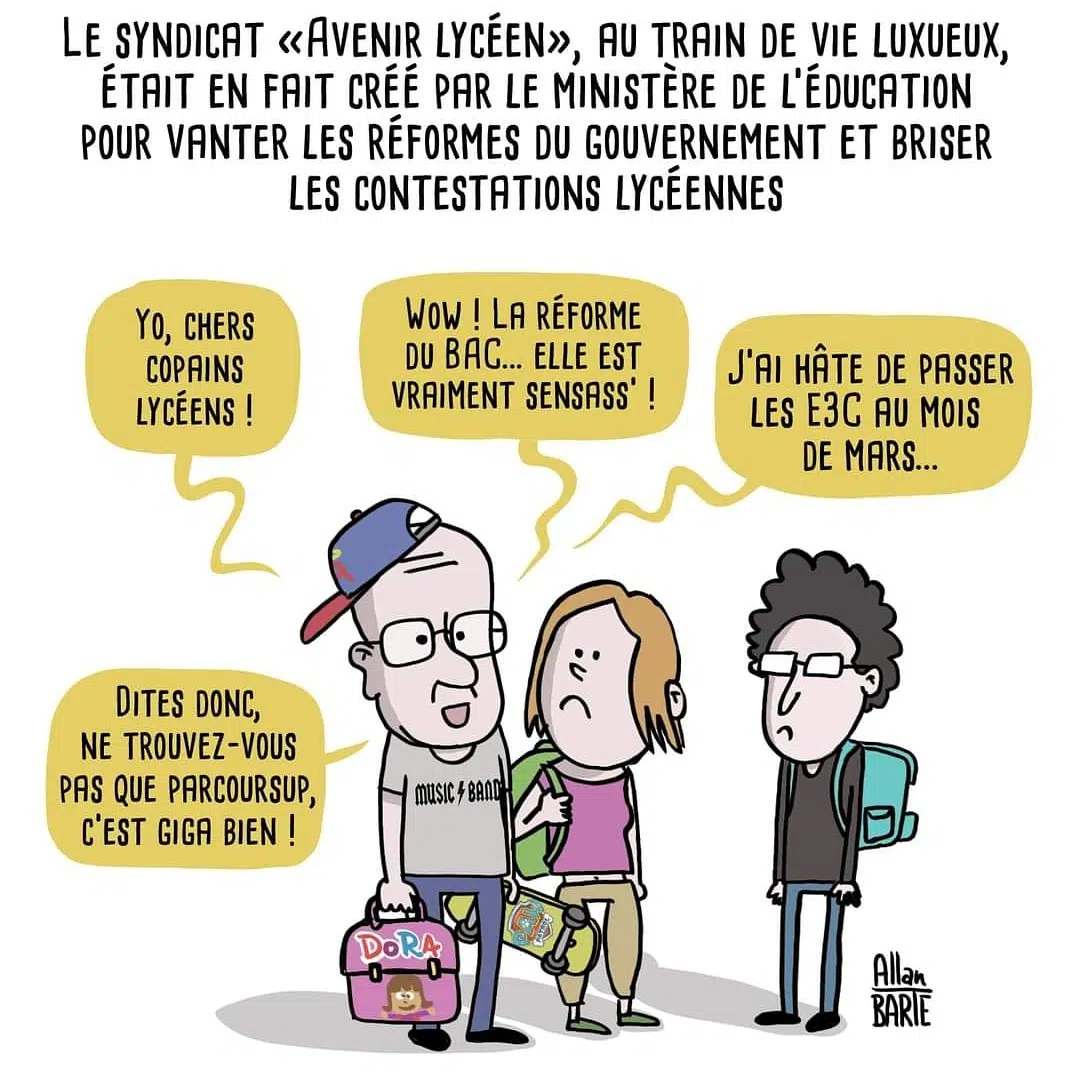 LE SYNDICAT «AVENIR LYCÉEN», AU TRAIN DE VIE LUXUEUX,
ÉTAIT EN FAIT CRÉÉ PAR LE MINISTÈRE DE L'ÉDUCATION
POUR VANTER LES RÉFORMES DU GOUVERNEMENT ET BRISER
LES CONTESTATIONS LYCÉENNES
YO, CHERS
COPAINS
LYCÉENS !
WOW ! LA RÉFORME
DU BAC... ELLE EST
VRAIMENT SENSASS' !
J'AI HÂTE DE PASSER
LES E3C AU MOIS
DE MARS...
DITES DONC,
NE TROUVEZ-VOUS
PAS QUE PARCOURSUP,
C'EST GIGA BIEN !
MUSIC BAND
DORA
Allan
BARTE